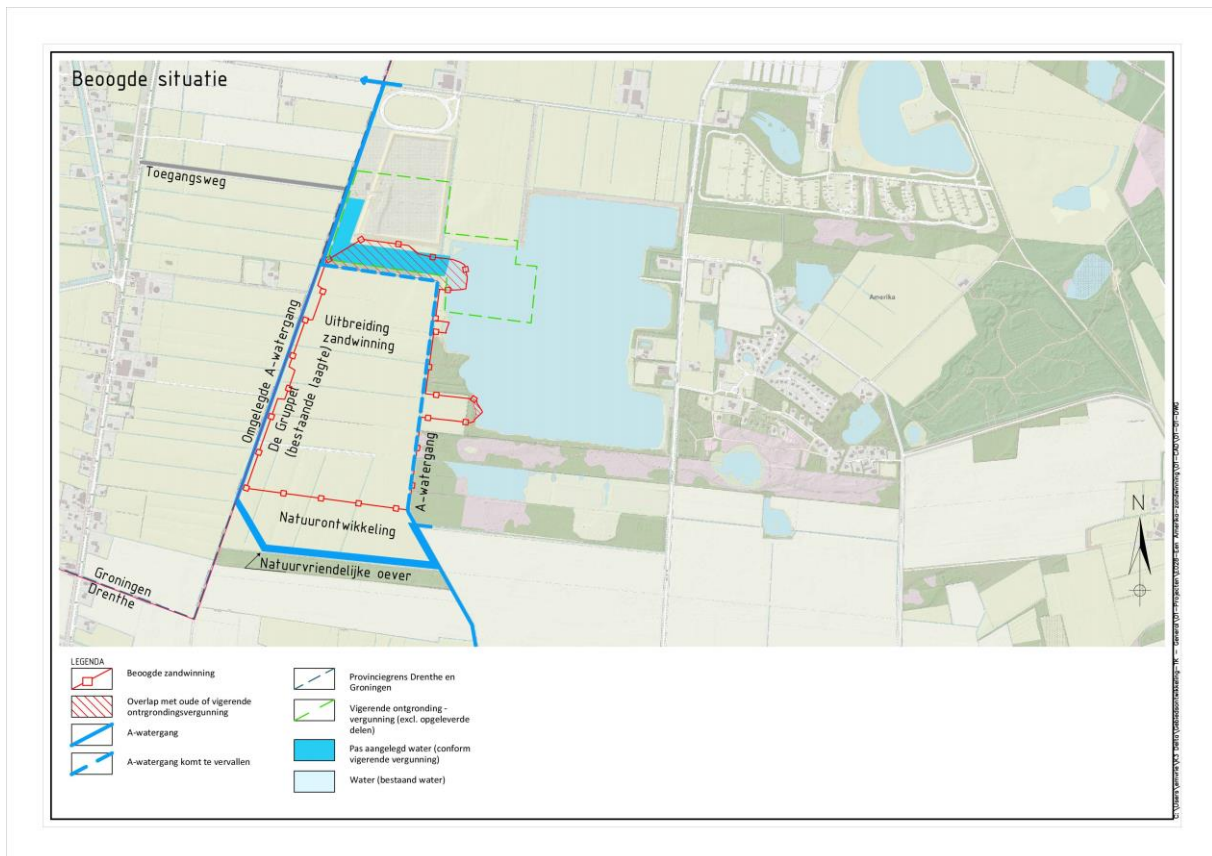 Beoogde situatie
Toegangsweg
Omgelegde A-watergang
De Gruppel
(bestaande laagte)
Uitbreiding
zandwinning
A-watergang
Natuurontwikkeling
Natuurvriendelijke oever
Groningen
Drenthe
Amerika
N
LEGENDA
Beoogde zandwinning
Overlap met oude of vigerende
ontrgrondingsvergunning
A-watergang
A-watergang komt te vervallen
Provinciegrens Drenthe en
Groningen
Vigerende ontgronding -
vergunning (excl. opgeleverde
delen)
Pas aangelegd water (conform
vigerende vergunning)
Water (bestaand water)